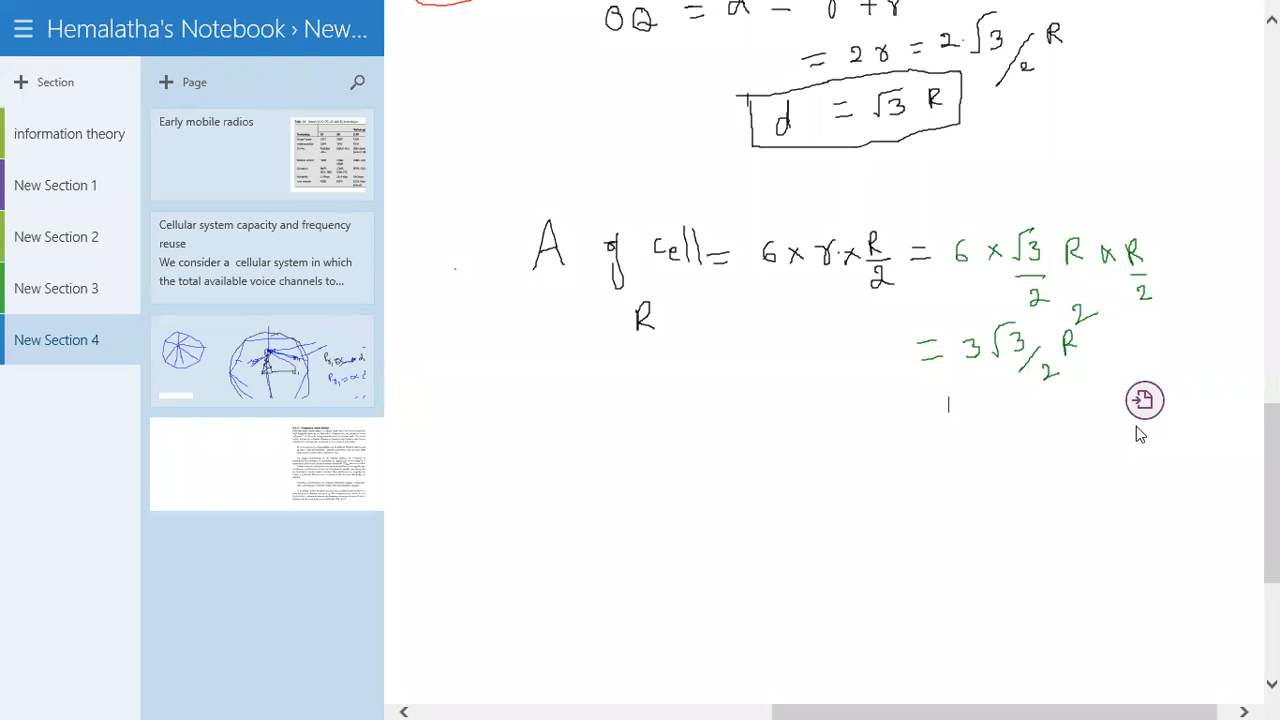 Hemalatha's Notebook › New...
Section
Page
information theory
New Section 1
New Section 2
New Section 3
New Section 4
Early mobile radios
Cellular system capacity and frequency
reuse
We consider a cellular system in which
the total available voice channels to...
OQ = d = r + r
= 2r = 2·√3/2 R
d = √3 R
A of cell = 6 × r · × R/2 = 6 × √3/2 R × R/2
R
= 3√3/2 R²